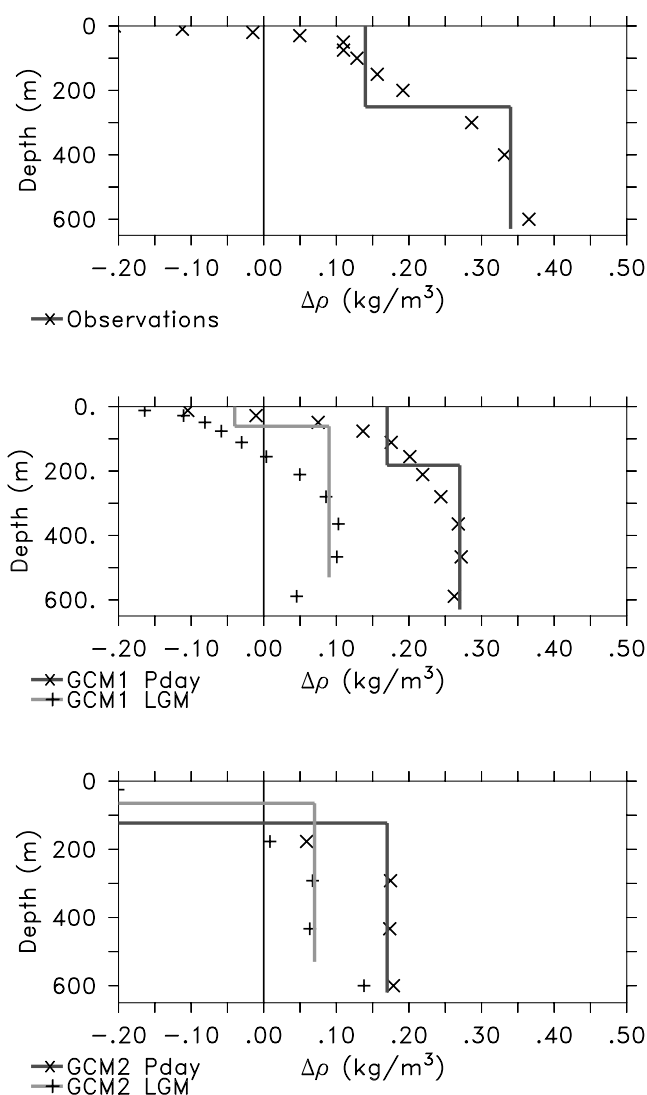 0
200
400
600
Depth (m)
−.20 −.10 .00 .10 .20 .30 .40 .50
Δρ (kg/m³)
Observations
0.
200.
400.
600.
Depth (m)
−.20 −.10 .00 .10 .20 .30 .40 .50
Δρ (kg/m³)
GCM1 Pday
GCM1 LGM
0
200
400
600
Depth (m)
−.20 −.10 .00 .10 .20 .30 .40 .50
Δρ (kg/m³)
GCM2 Pday
GCM2 LGM